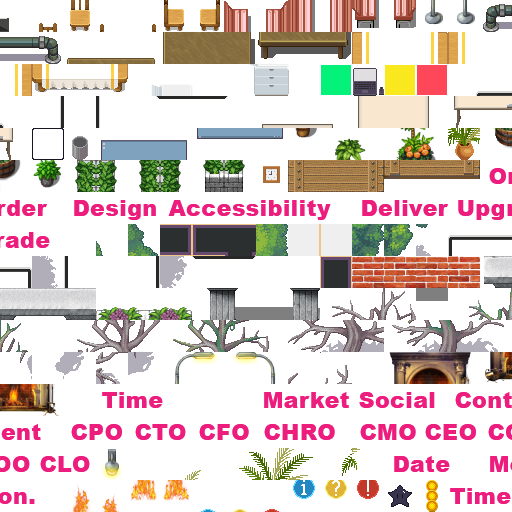 Or
rder Design Accessibility Deliver Upgr
rade
Time Market Social Cont
ent CPO CTO CFO CHRO CMO CEO CO
OO CLO Date Mo
on. Time